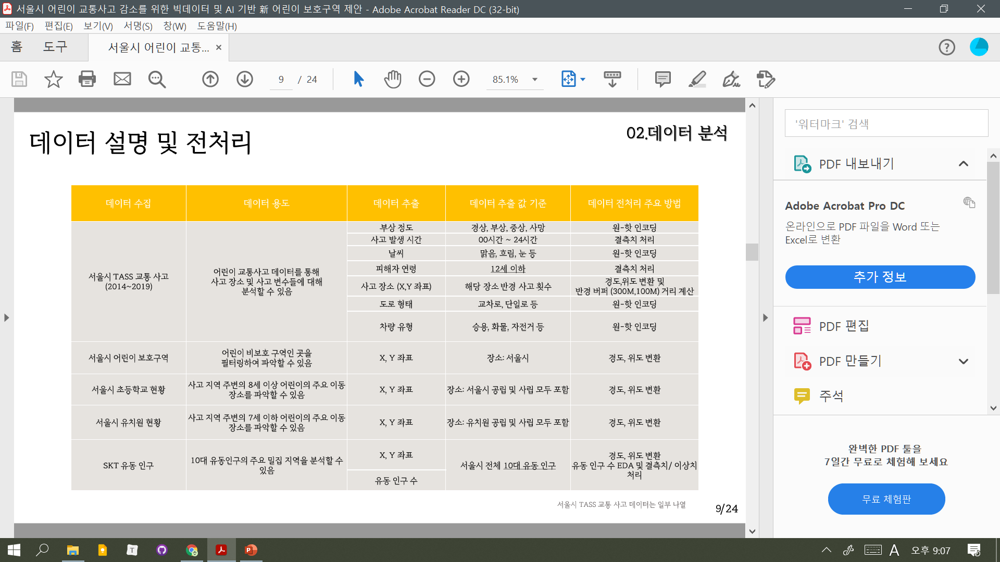 서울시 어린이 교통사고 감소를 위한 빅데이터 및 AI 기반 新 어린이 보호구역 제안 - Adobe Acrobat Reader DC (32-bit)
파일(F) 편집(E) 보기(V) 서명(S) 창(W) 도움말(H)
홈 도구 서울시 어린이 교통... ×
9 / 24 85.1%
데이터 설명 및 전처리
02.데이터 분석
데이터 수집 데이터 용도 데이터 추출 데이터 추출 값 기준 데이터 전처리 주요 방법
서울시 TASS 교통 사고
(2014~2019)
어린이 교통사고 데이터를 통해
사고 장소 및 사고 변수들에 대해
분석할 수 있음
부상 정도 경상, 부상, 중상, 사망 원-핫 인코딩
사고 발생 시간 00시간 ~ 24시간 결측치 처리
날씨 맑음, 흐림, 눈 등 원-핫 인코딩
피해자 연령 12세 이하 결측치 처리
사고 장소 (X,Y 좌표) 해당 장소 반경 사고 횟수 경도,위도 변환 및
반경 버퍼 (300M,100M) 거리 계산
도로 형태 교차로, 단일로 등 원-핫 인코딩
차량 유형 승용, 화물, 자전거 등 원-핫 인코딩
서울시 어린이 보호구역
어린이 비보호 구역인 곳을
필터링하여 파악할 수 있음
X, Y 좌표 장소: 서울시 경도, 위도 변환
서울시 초등학교 현황
사고 지역 주변의 8세 이상 어린이의 주요 이동
장소를 파악할 수 있음
X, Y 좌표 장소: 서울시 공립 및 사립 모두 포함 경도, 위도 변환
서울시 유치원 현황
사고 지역 주변의 7세 이하 어린이의 주요 이동
장소를 파악할 수 있음
X, Y 좌표 장소: 유치원 공립 및 사립 모두 포함 경도, 위도 변환
SKT 유동 인구
10대 유동인구의 주요 밀집 지역을 분석할 수
있음
X, Y 좌표
유동 인구 수
서울시 전체 10대 유동 인구
경도, 위도 변환
유동 인구 수 EDA 및 결측치/ 이상치
처리
서울시 TASS 교통 사고 데이터는 일부 나열
9/24
'워터마크' 검색
PDF 내보내기
Adobe Acrobat Pro DC
온라인으로 PDF 파일을 Word 또는
Excel로 변환
추가 정보
PDF 편집
PDF 만들기
주석
완벽한 PDF 툴을
7일간 무료로 체험해 보세요
무료 체험판
A 오후 9:07